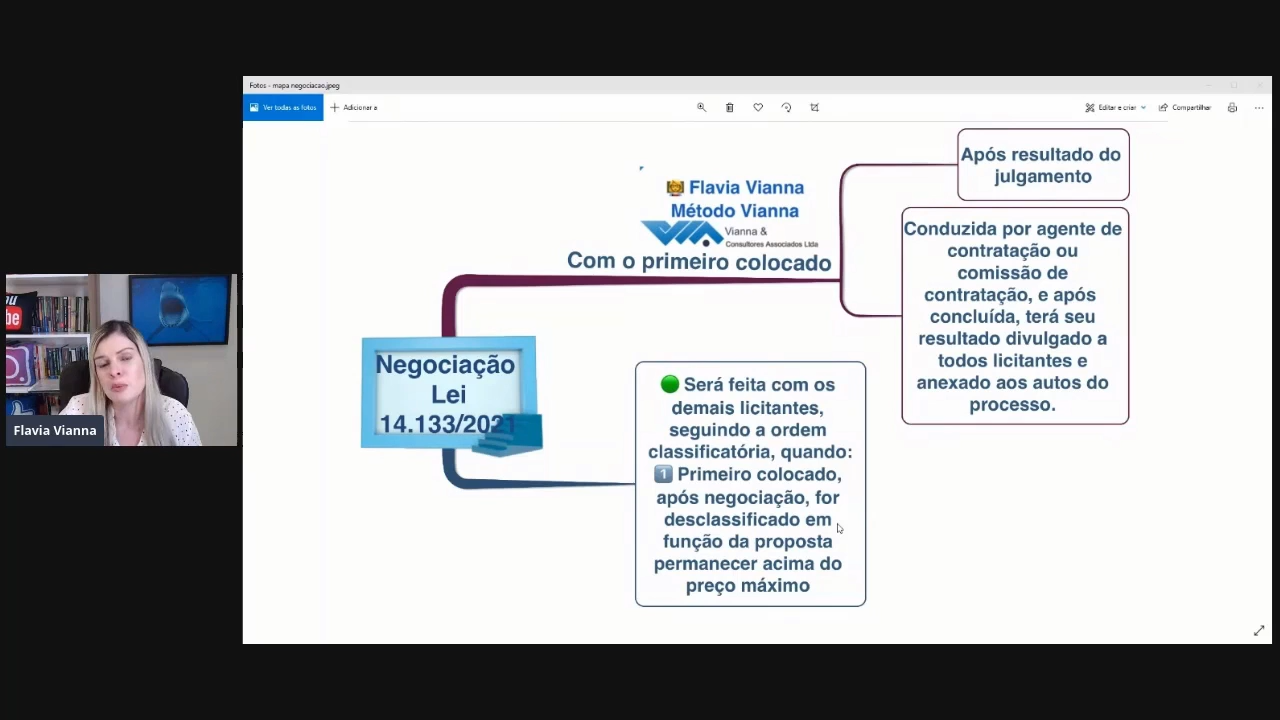 Fotos - mapa negociacao.jpeg
Ver todas as fotos
Adicionar a
Editar e criar
Compartilhar
Flavia Vianna
Método Vianna
Vianna &
Consultores Associados Ltda
Com o primeiro colocado
Após resultado do
julgamento
Conduzida por agente de
contratação ou
comissão de
contratação, e após
concluída, terá seu
resultado divulgado a
todos licitantes e
anexado aos autos do
processo.
Negociação
Lei
14.133/2021
Será feita com os
demais licitantes,
seguindo a ordem
classificatória, quando:
1 Primeiro colocado,
após negociação, for
desclassificado em
função da proposta
permanecer acima do
preço máximo
Flavia Vianna